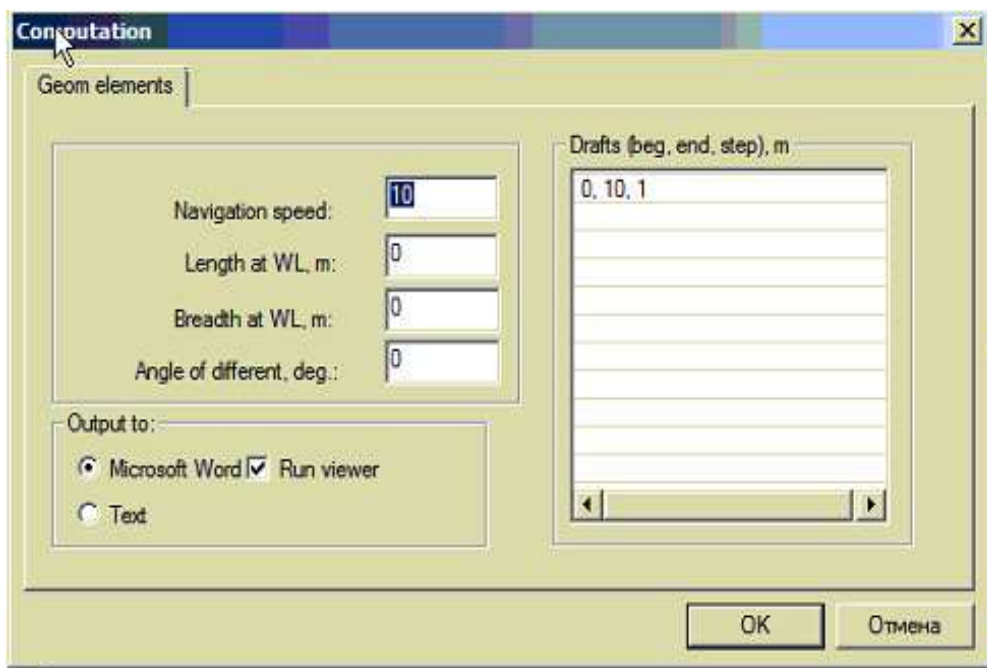 Computation
Geom elements
Navigation speed: 10
Length at WL, m: 0
Breadth at WL, m: 0
Angle of different, deg.: 0
Drafts (beg, end, step), m
0, 10, 1
Output to:
Microsoft Word Run viewer
Text
OK Отмена